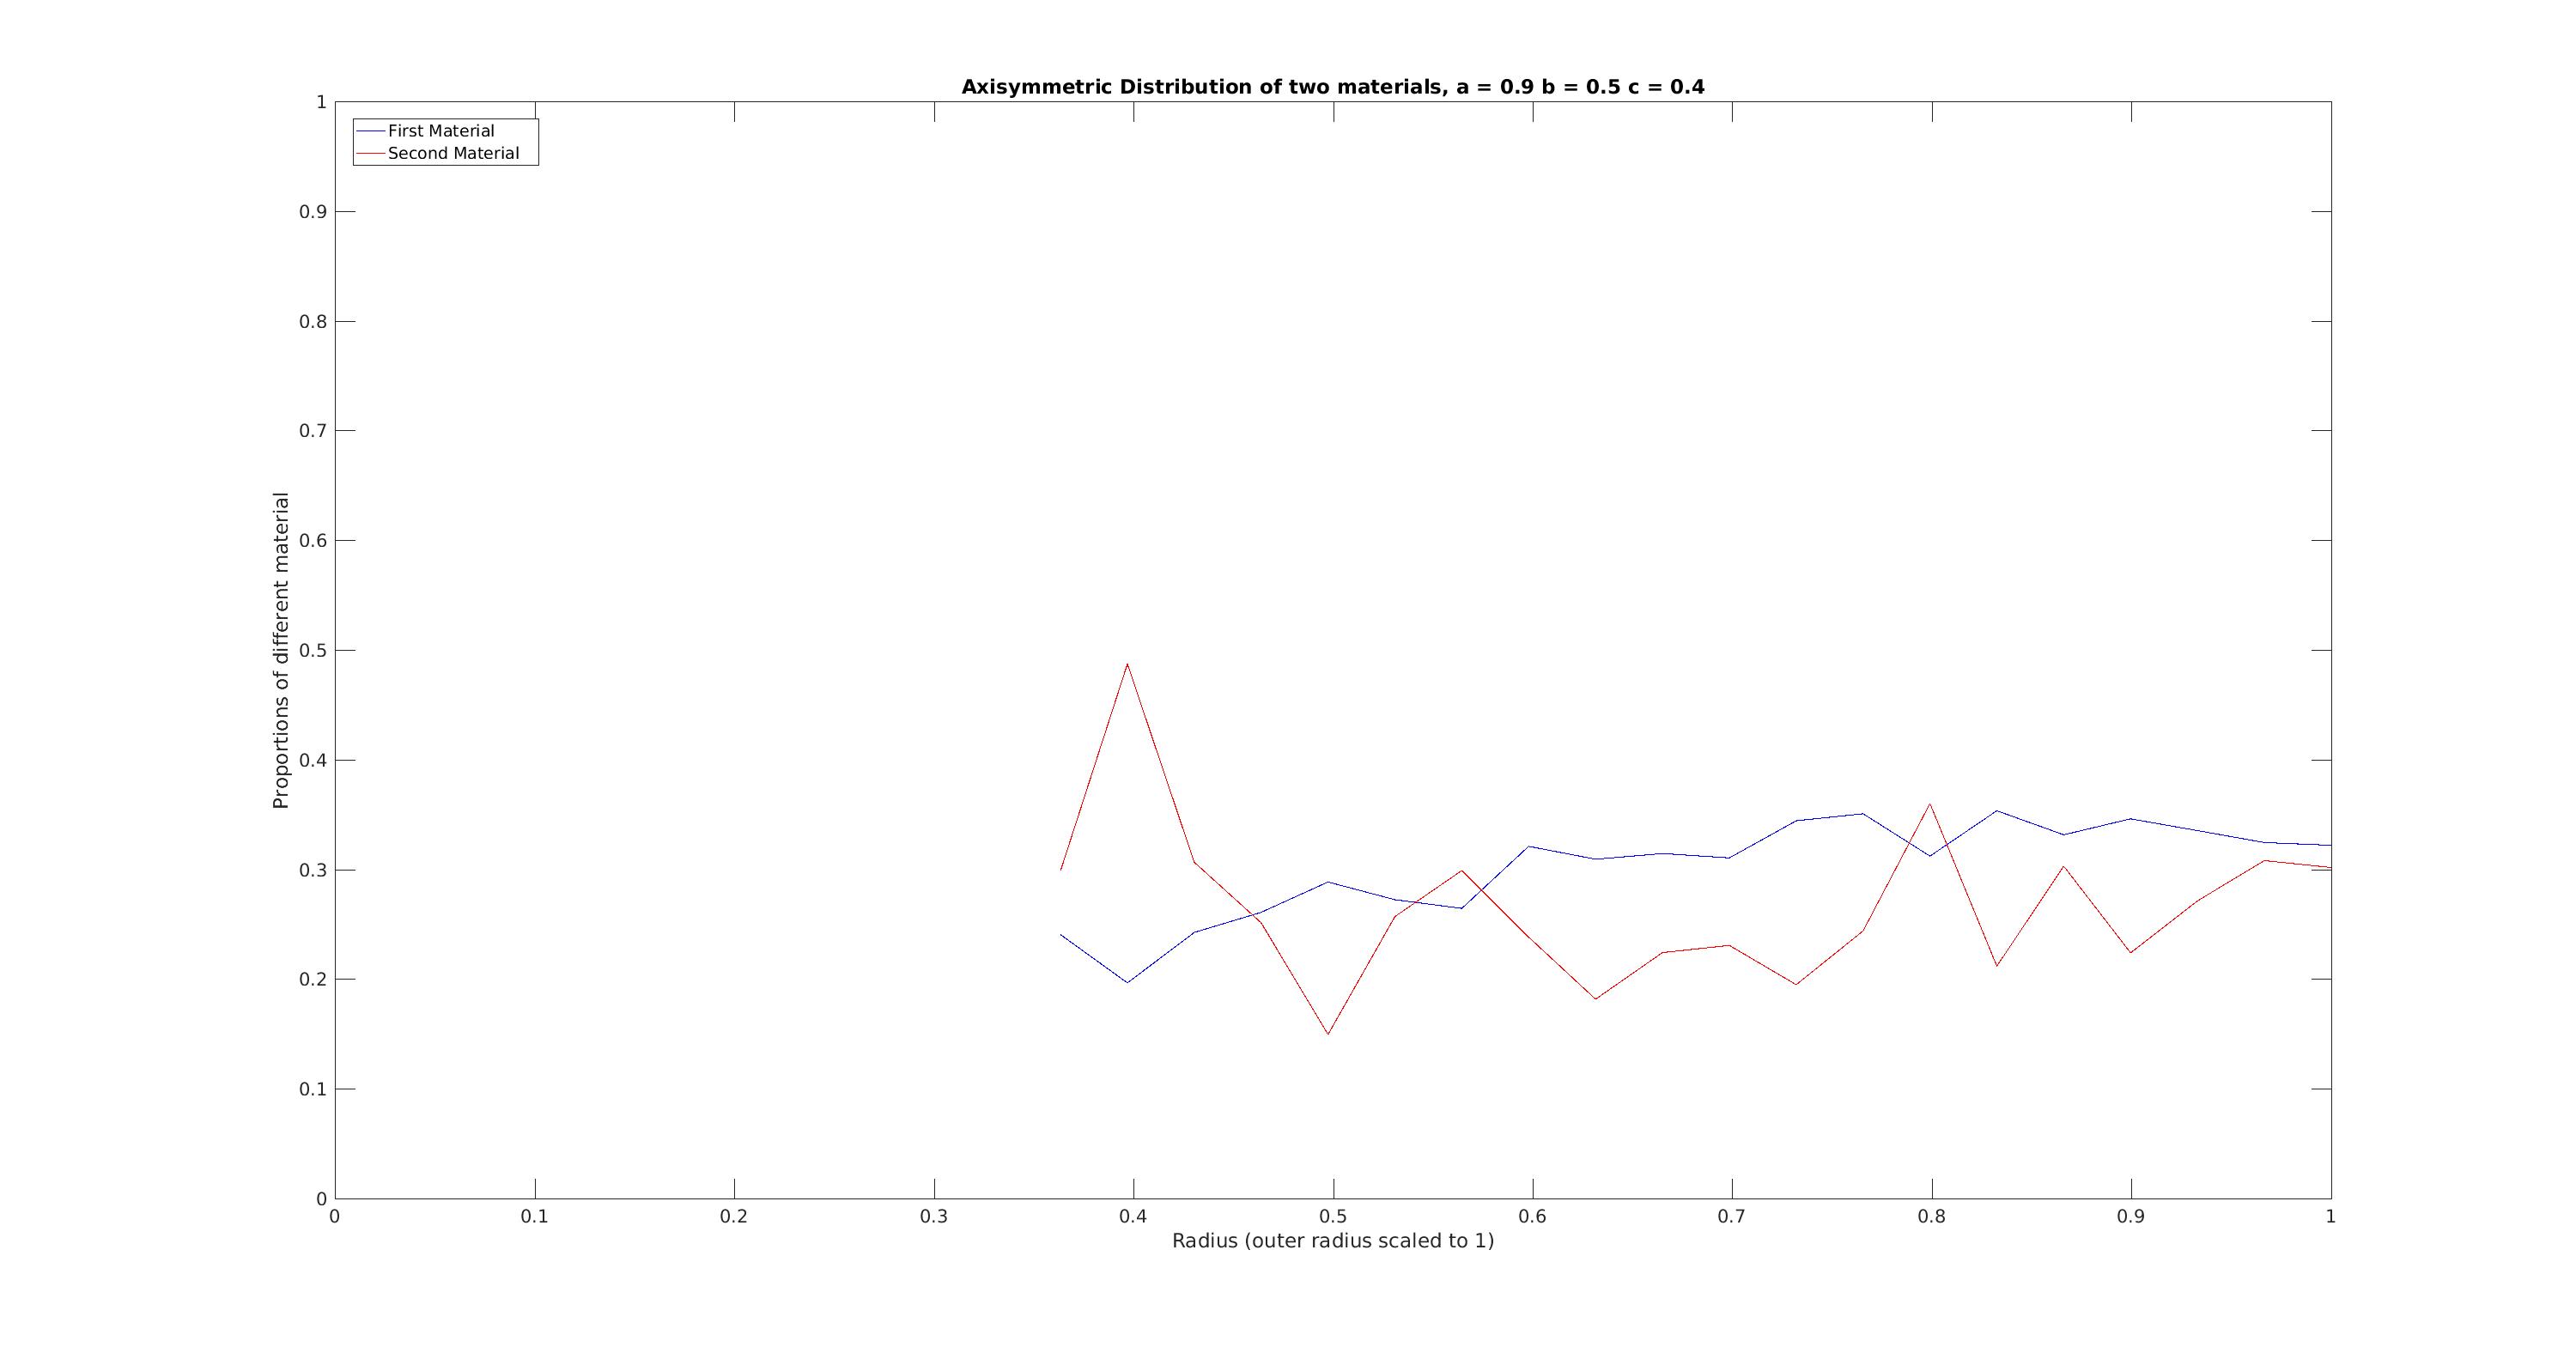 Axisymmetric Distribution of two materials, a = 0.9 b = 0.5 c = 0.4
First Material
Second Material
1
0.9
0.8
0.7
0.6
0.5
0.4
0.3
0.2
0.1
0
Proportions of different material
0 0.1 0.2 0.3 0.4 0.5 0.6 0.7 0.8 0.9 1
Radius (outer radius scaled to 1)